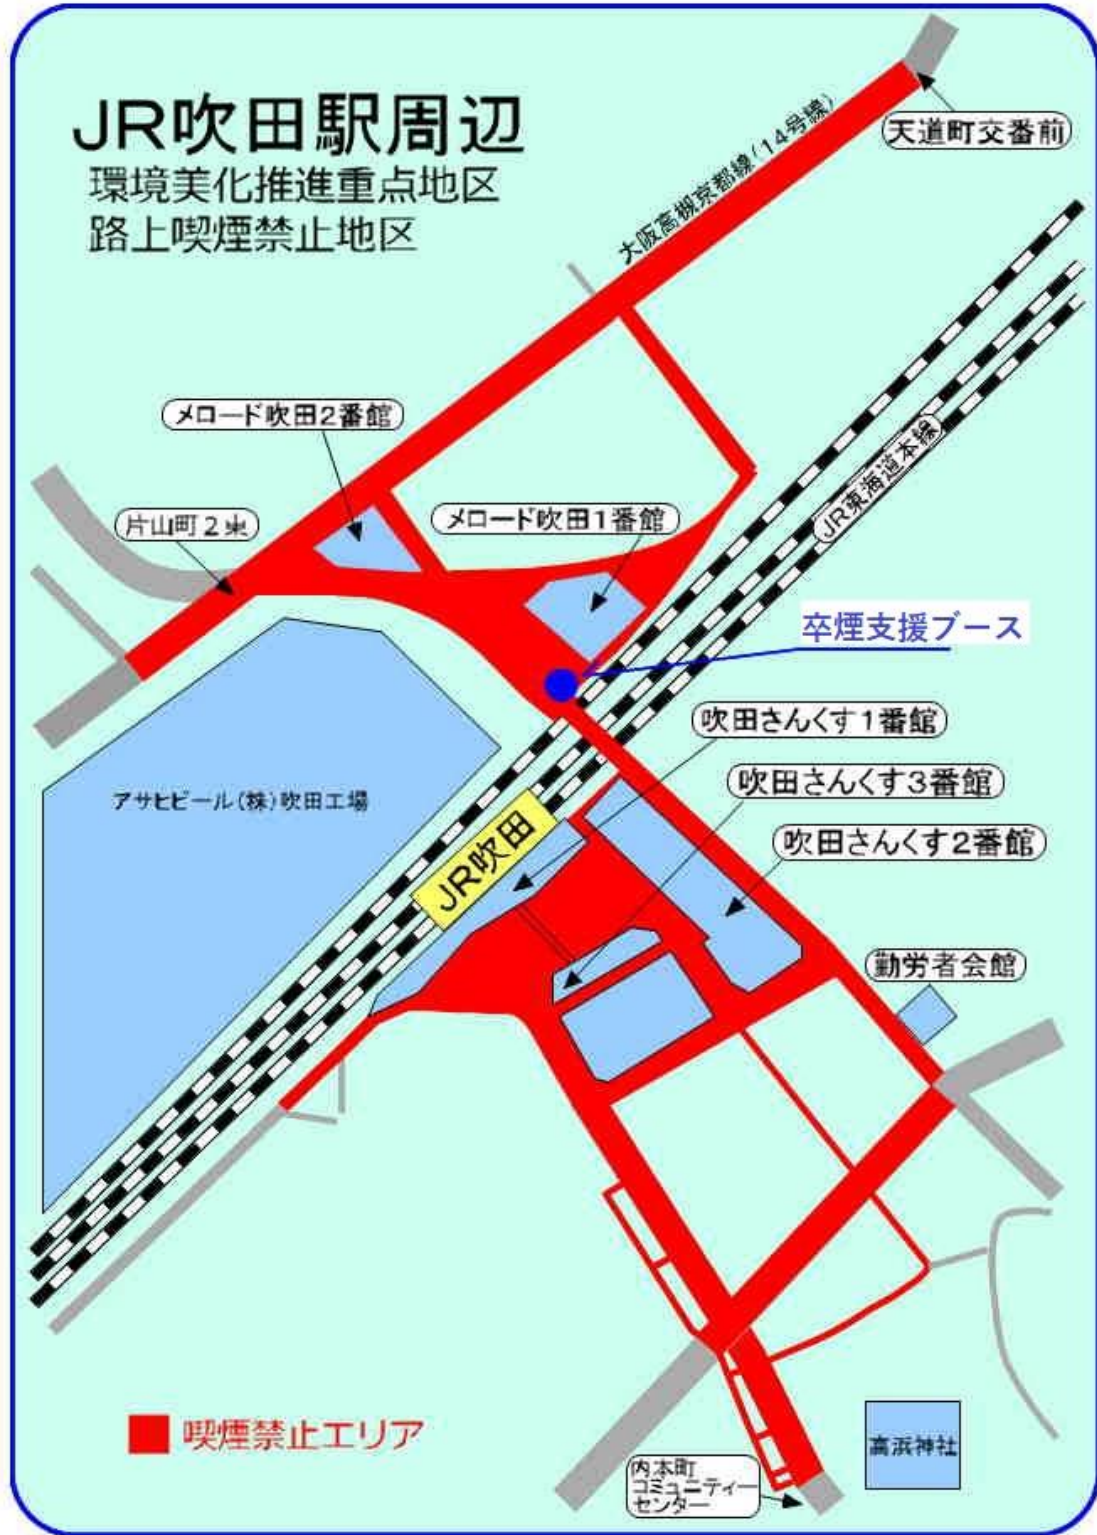 JR吹田駅周辺
環境美化推進重点地区
路上喫煙禁止地区
天道町交番前
大阪高槻京都線(14号線)
メロード吹田2番館
片山町2東
メロード吹田1番館
JR東海道本線
卒煙支援ブース
吹田さんくす1番館
吹田さんくす3番館
アサヒビール(株)吹田工場
吹田さんくす2番館
JR吹田
勤労者会館
喫煙禁止エリア
高浜神社
内本町
コミュニティー
センター